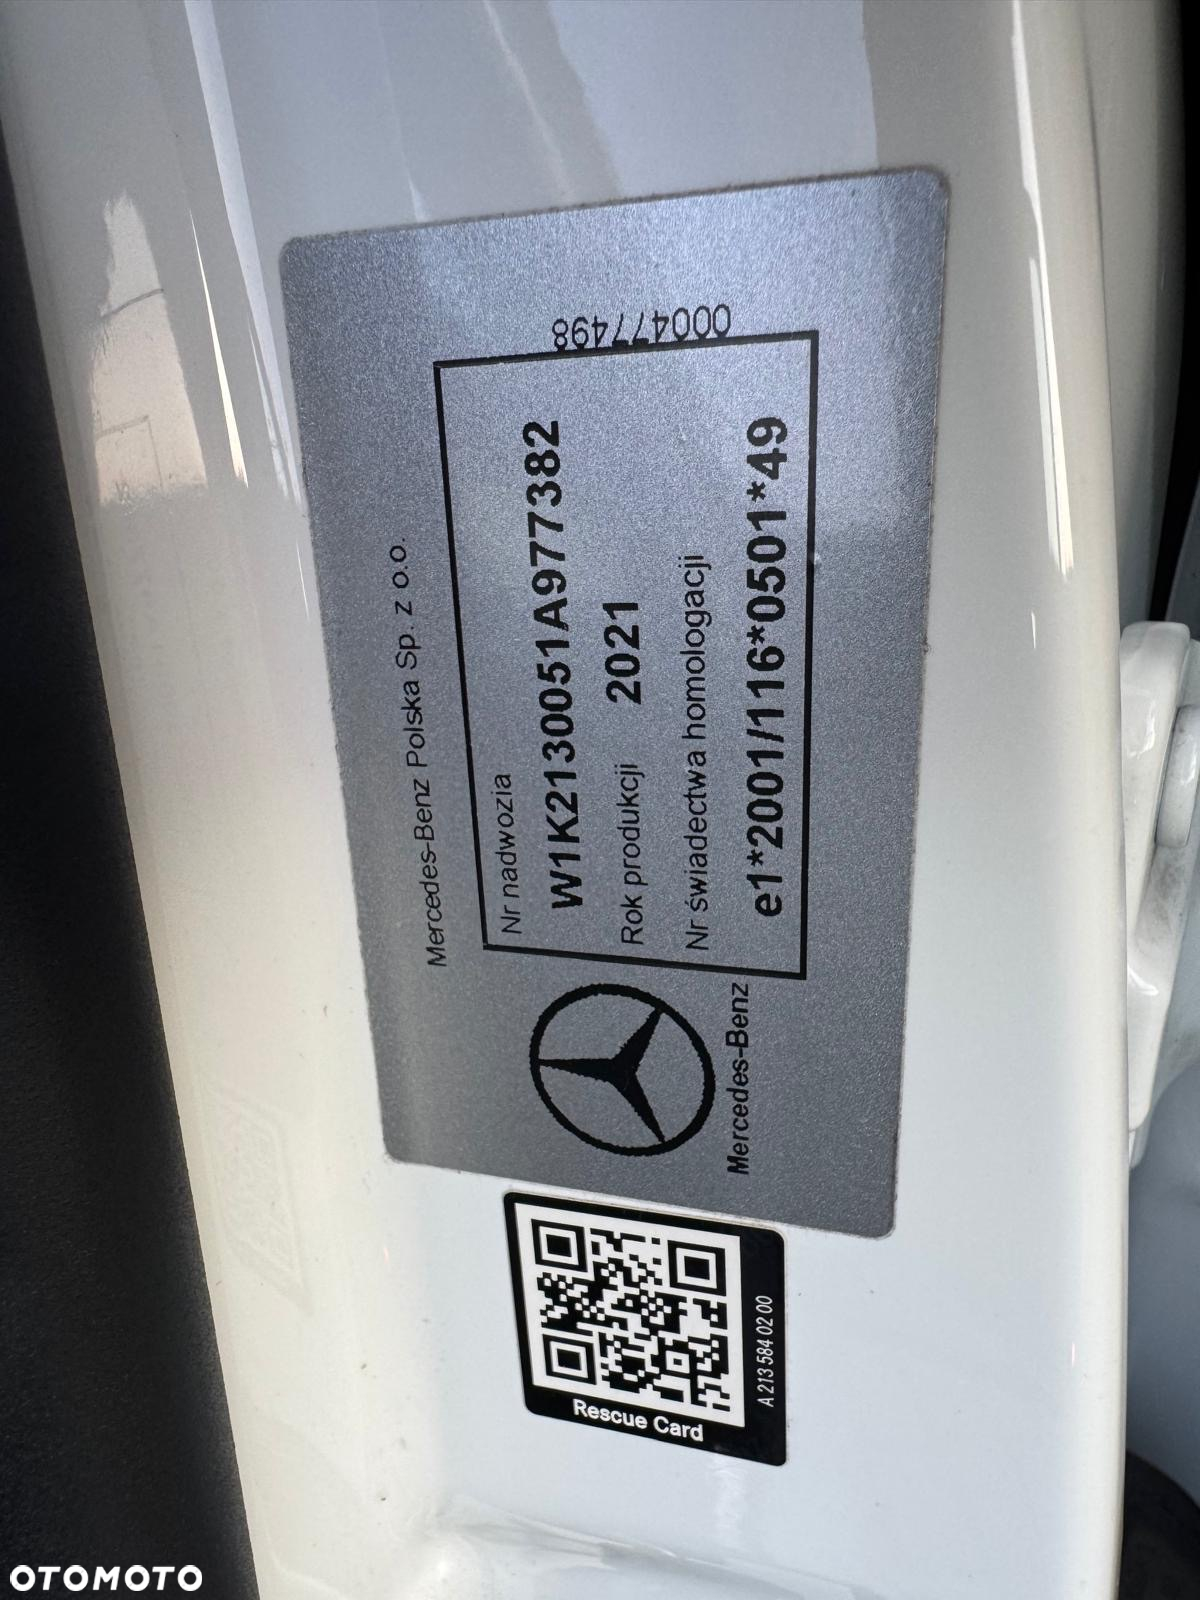 Mercedes-Benz Polska Sp. z o.o.
Nr nadwozia
W1K2130051A977382
Rok produkcji 2021
Nr świadectwa homologacji
e1*2001/116*0501*49
000477498
Mercedes-Benz
Rescue Card
A 213 584 02 00
OTOMOTO